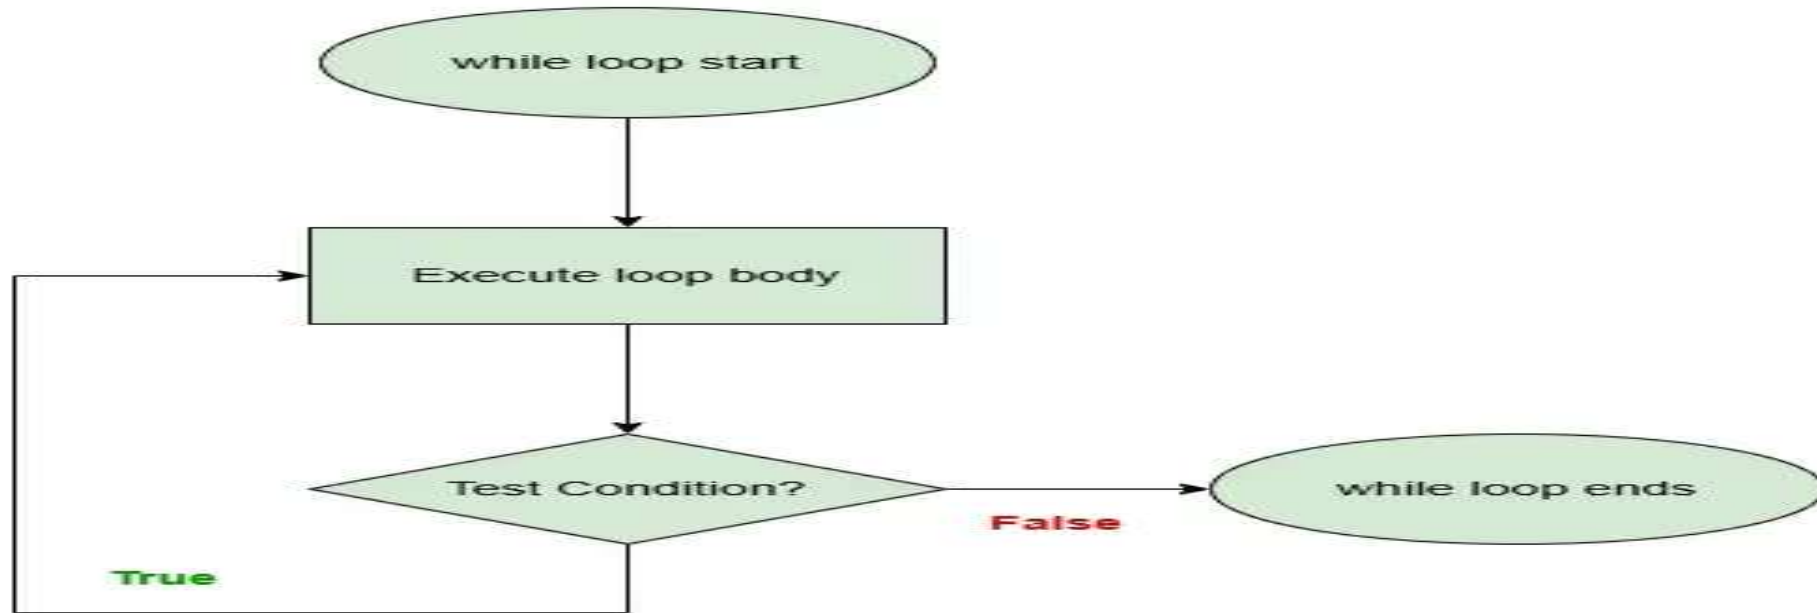 while loop start
Execute loop body
Test Condition?
while loop ends
False
True